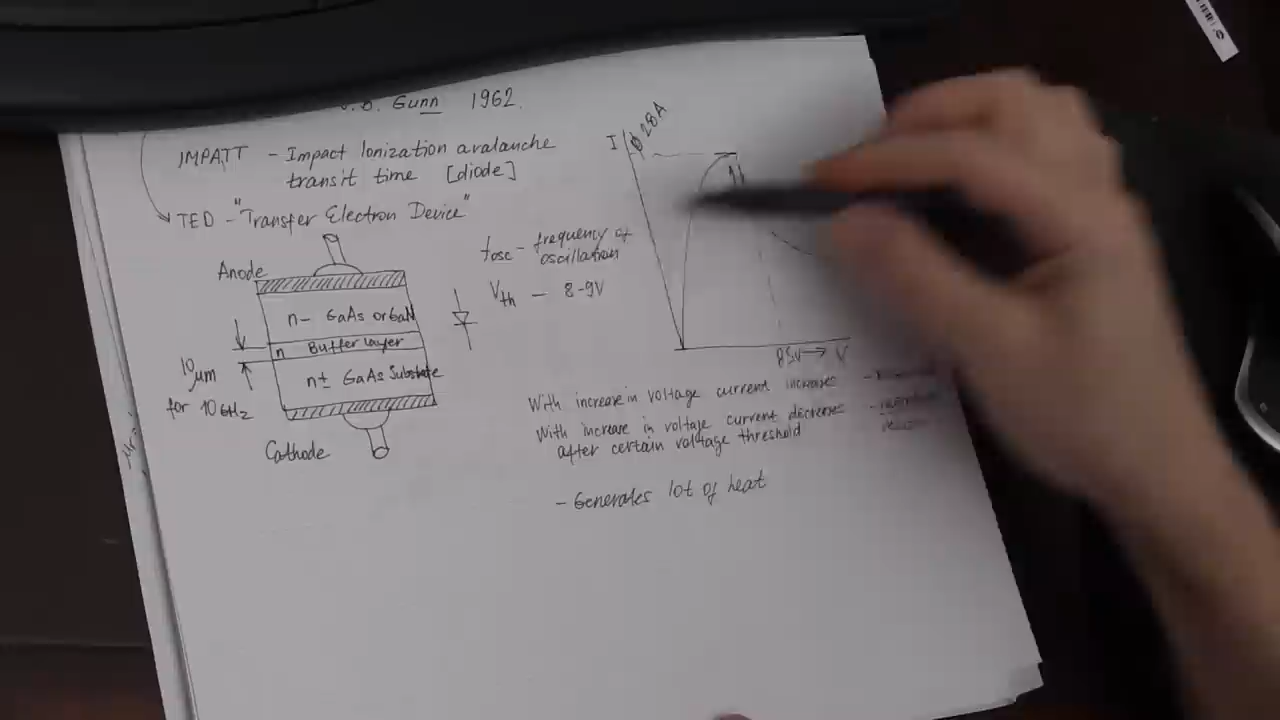 Gunn 1962.
IMPATT - Impact Ionization avalanche
transit time [diode]
TED - "Transfer Electron Device"
Anode
n- GaAs or GaN
n Buffer layer
n+ GaAs Substrate
10 µm
for 10 GHz
Cathode
fosc - frequency of
oscillation
Vth - 8-9V
I
V
With increase in voltage current increases
With increase in voltage current decreases
after certain voltage threshold
- Generates lot of heat